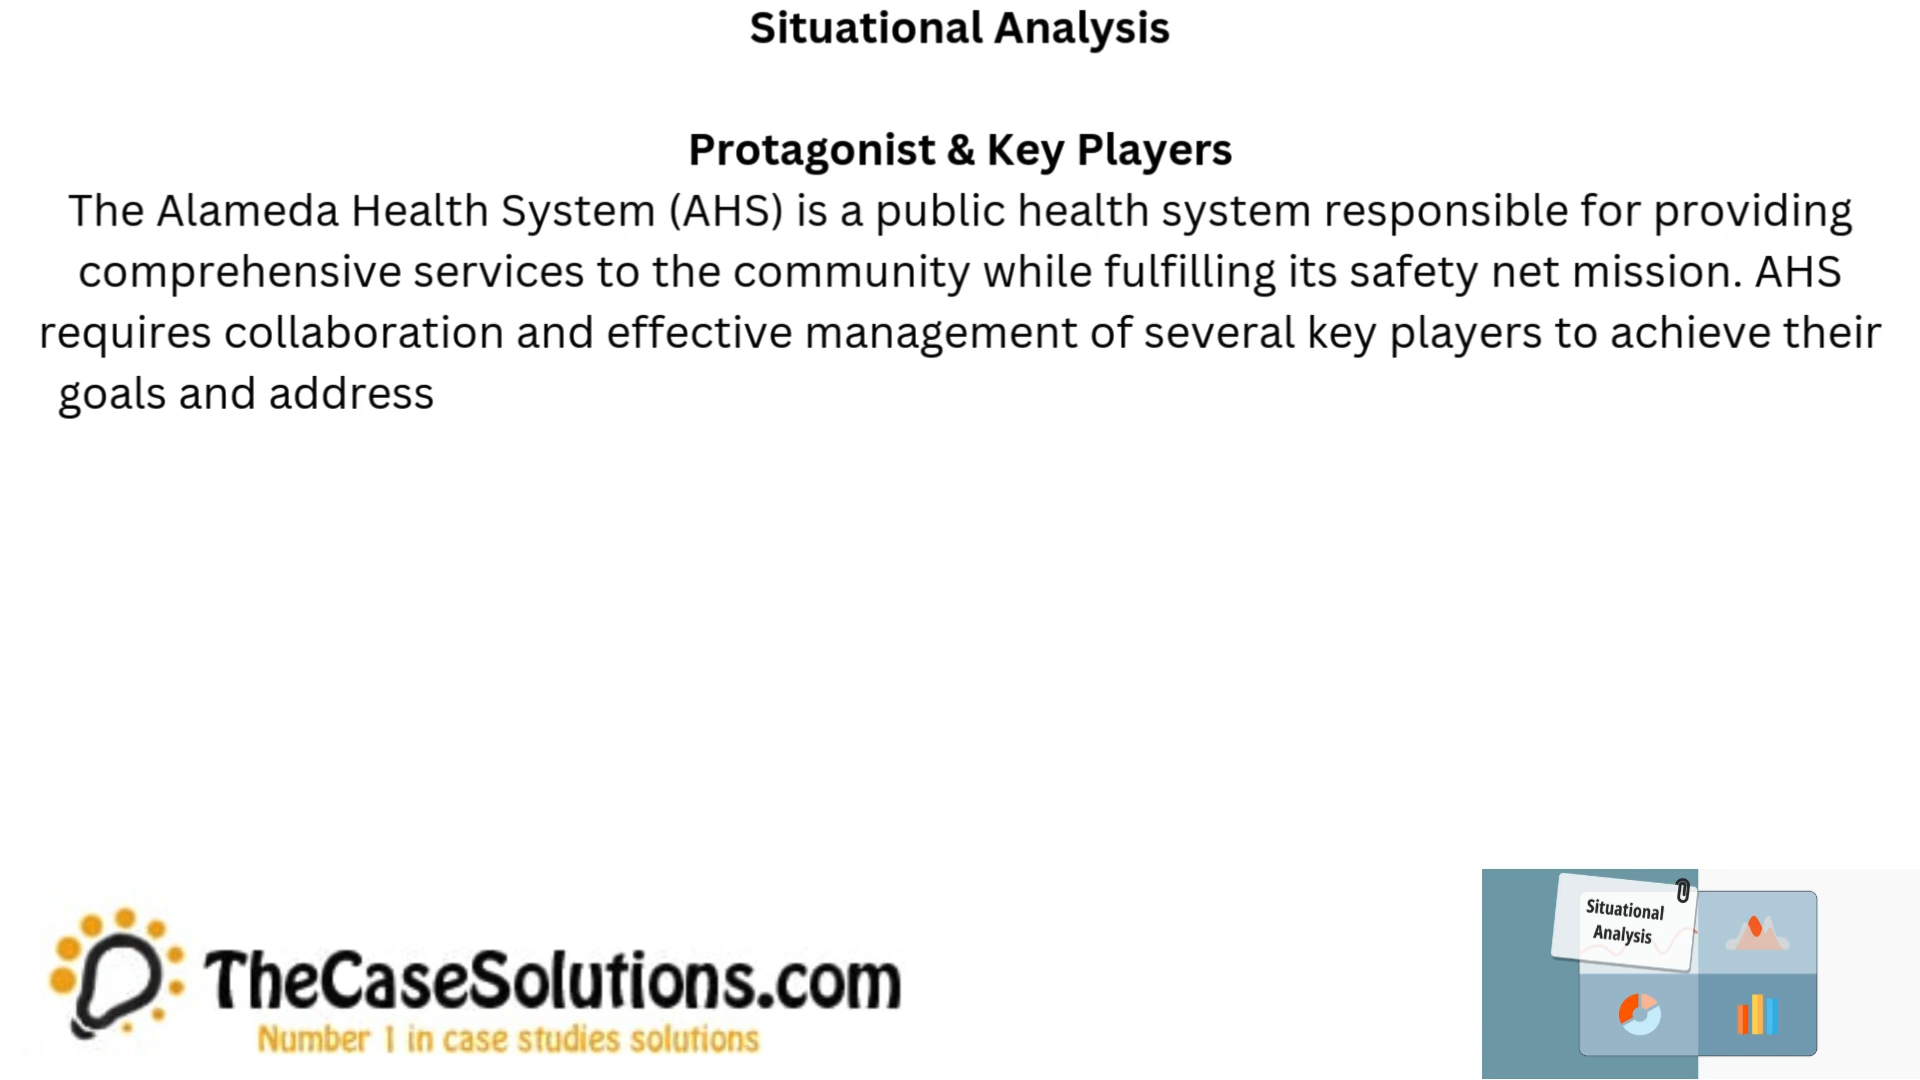 Situational Analysis
Protagonist & Key Players
The Alameda Health System (AHS) is a public health system responsible for providing
comprehensive services to the community while fulfilling its safety net mission. AHS
requires collaboration and effective management of several key players to achieve their
goals and address
TheCaseSolutions.com
Number 1 in case studies solutions
Situational
Analysis